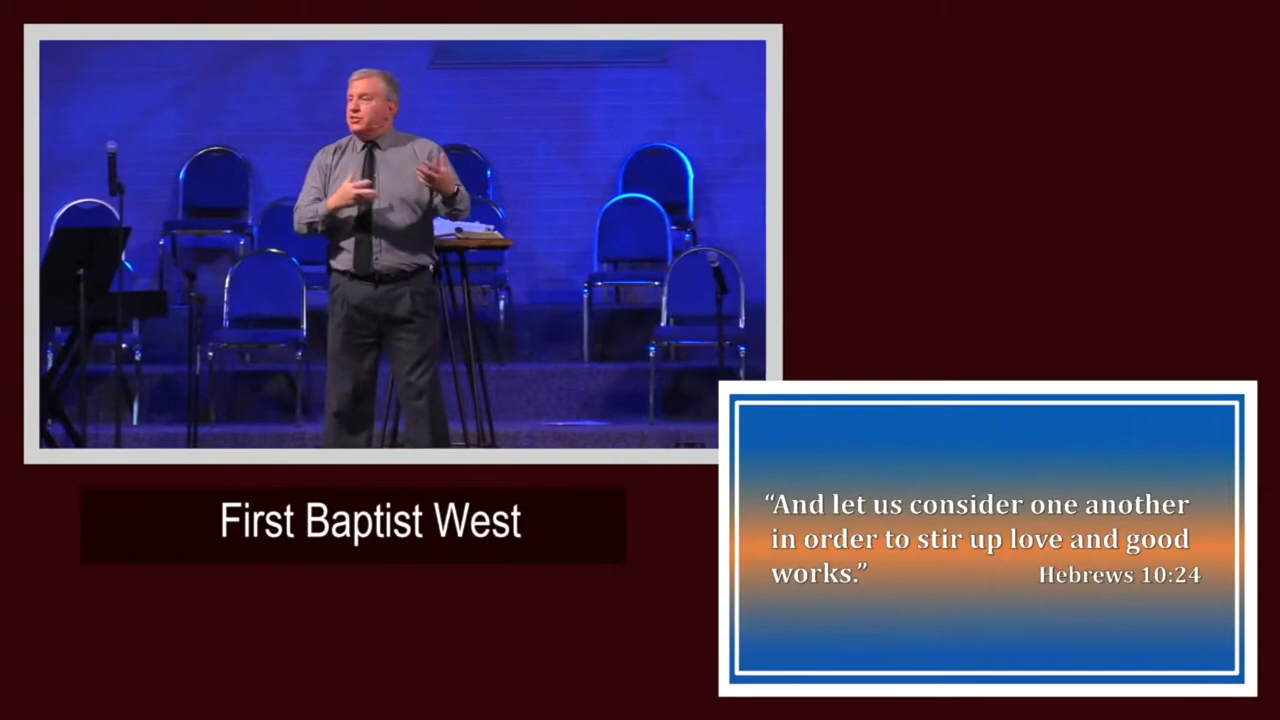 First Baptist West
“And let us consider one another
in order to stir up love and good
works.”
Hebrews 10:24